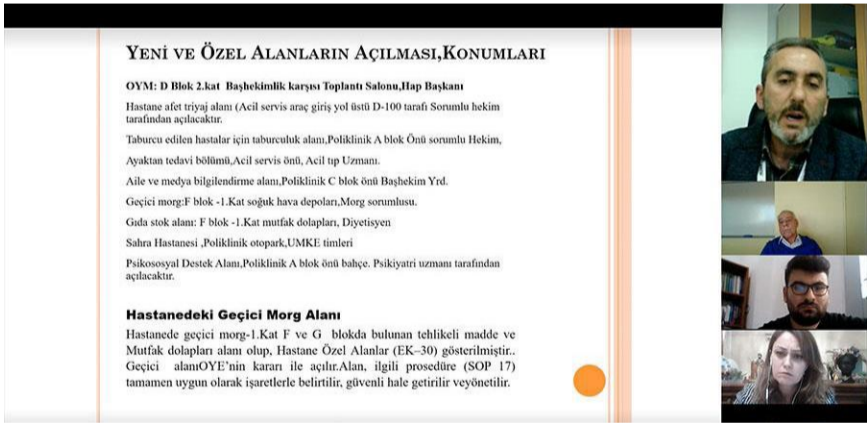 YENİ VE ÖZEL ALANLARIN AÇILMASI,KONUMLARI
OYM: D Blok 2.kat Başhekimlik karşısı Toplantı Salonu,Hap Başkanı
Hastane afet triyaj alanı (Acil servis araç giriş yol üstü D-100 tarafı Sorumlu hekim
tarafından açılacaktır.
Taburcu edilen hastalar için taburculuk alanı,Poliklinik A blok Önü sorumlu Hekim,
Ayaktan tedavi bölümü,Acil servis önü, Acil tıp Uzmanı.
Aile ve medya bilgilendirme alanı,Poliklinik C blok önü Başhekim Yrd.
Geçici morg:F blok -1.Kat soğuk hava depoları,Morg sorumlusu.
Gıda stok alanı: F blok -1.Kat mutfak dolapları, Diyetisyen
Sahra Hastanesi ,Poliklinik otopark,UMKE timleri
Psikososyal Destek Alanı,Poliklinik A blok önü bahçe. Psikiyatri uzmanı tarafından
açılacaktır.
Hastanedeki Geçici Morg Alanı
Hastanede geçici morg-1.Kat F ve G blokda bulunan tehlikeli madde ve
Mutfak dolapları alanı olup, Hastane Özel Alanlar (EK–30) gösterilmiştir..
Geçici alanıOYE'nin kararı ile açılır.Alan, ilgili prosedüre (SOP 17)
tamamen uygun olarak işaretlerle belirtilir, güvenli hale getirilir veyönetilir.